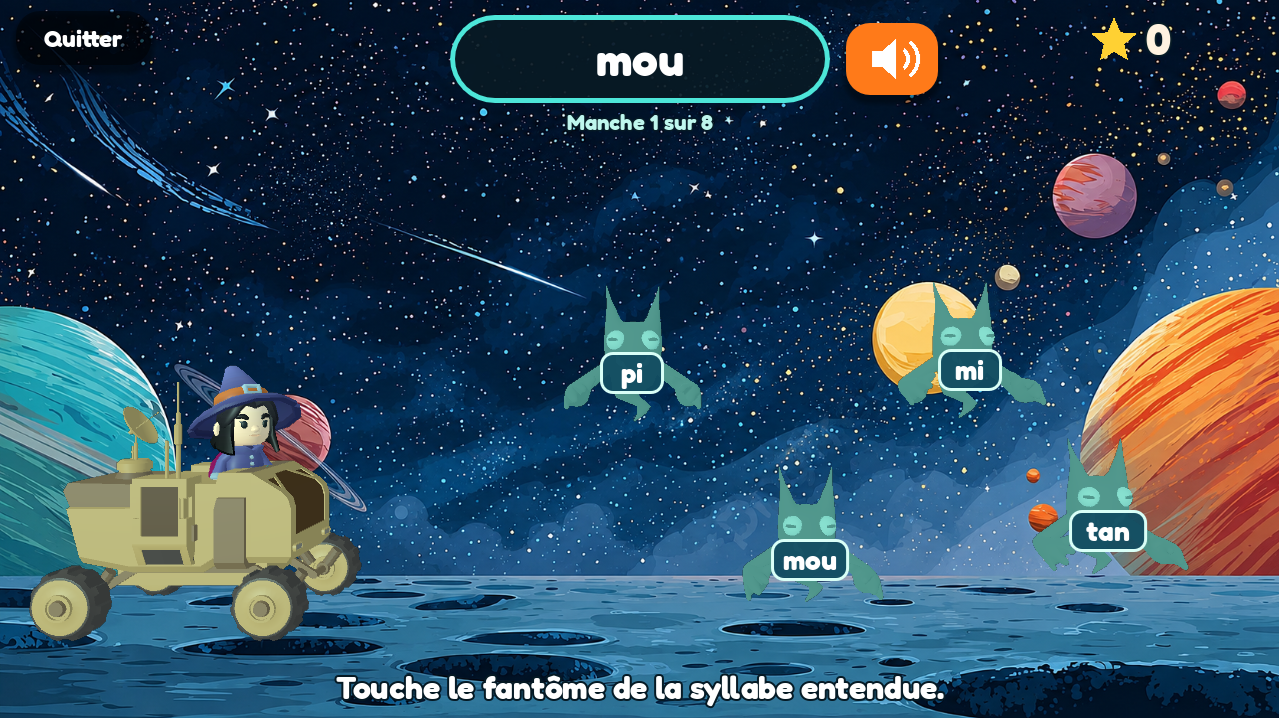 Quitter
mou
0
Manche 1 sur 8
pi
mi
mou
tan
Touche le fantôme de la syllabe entendue.